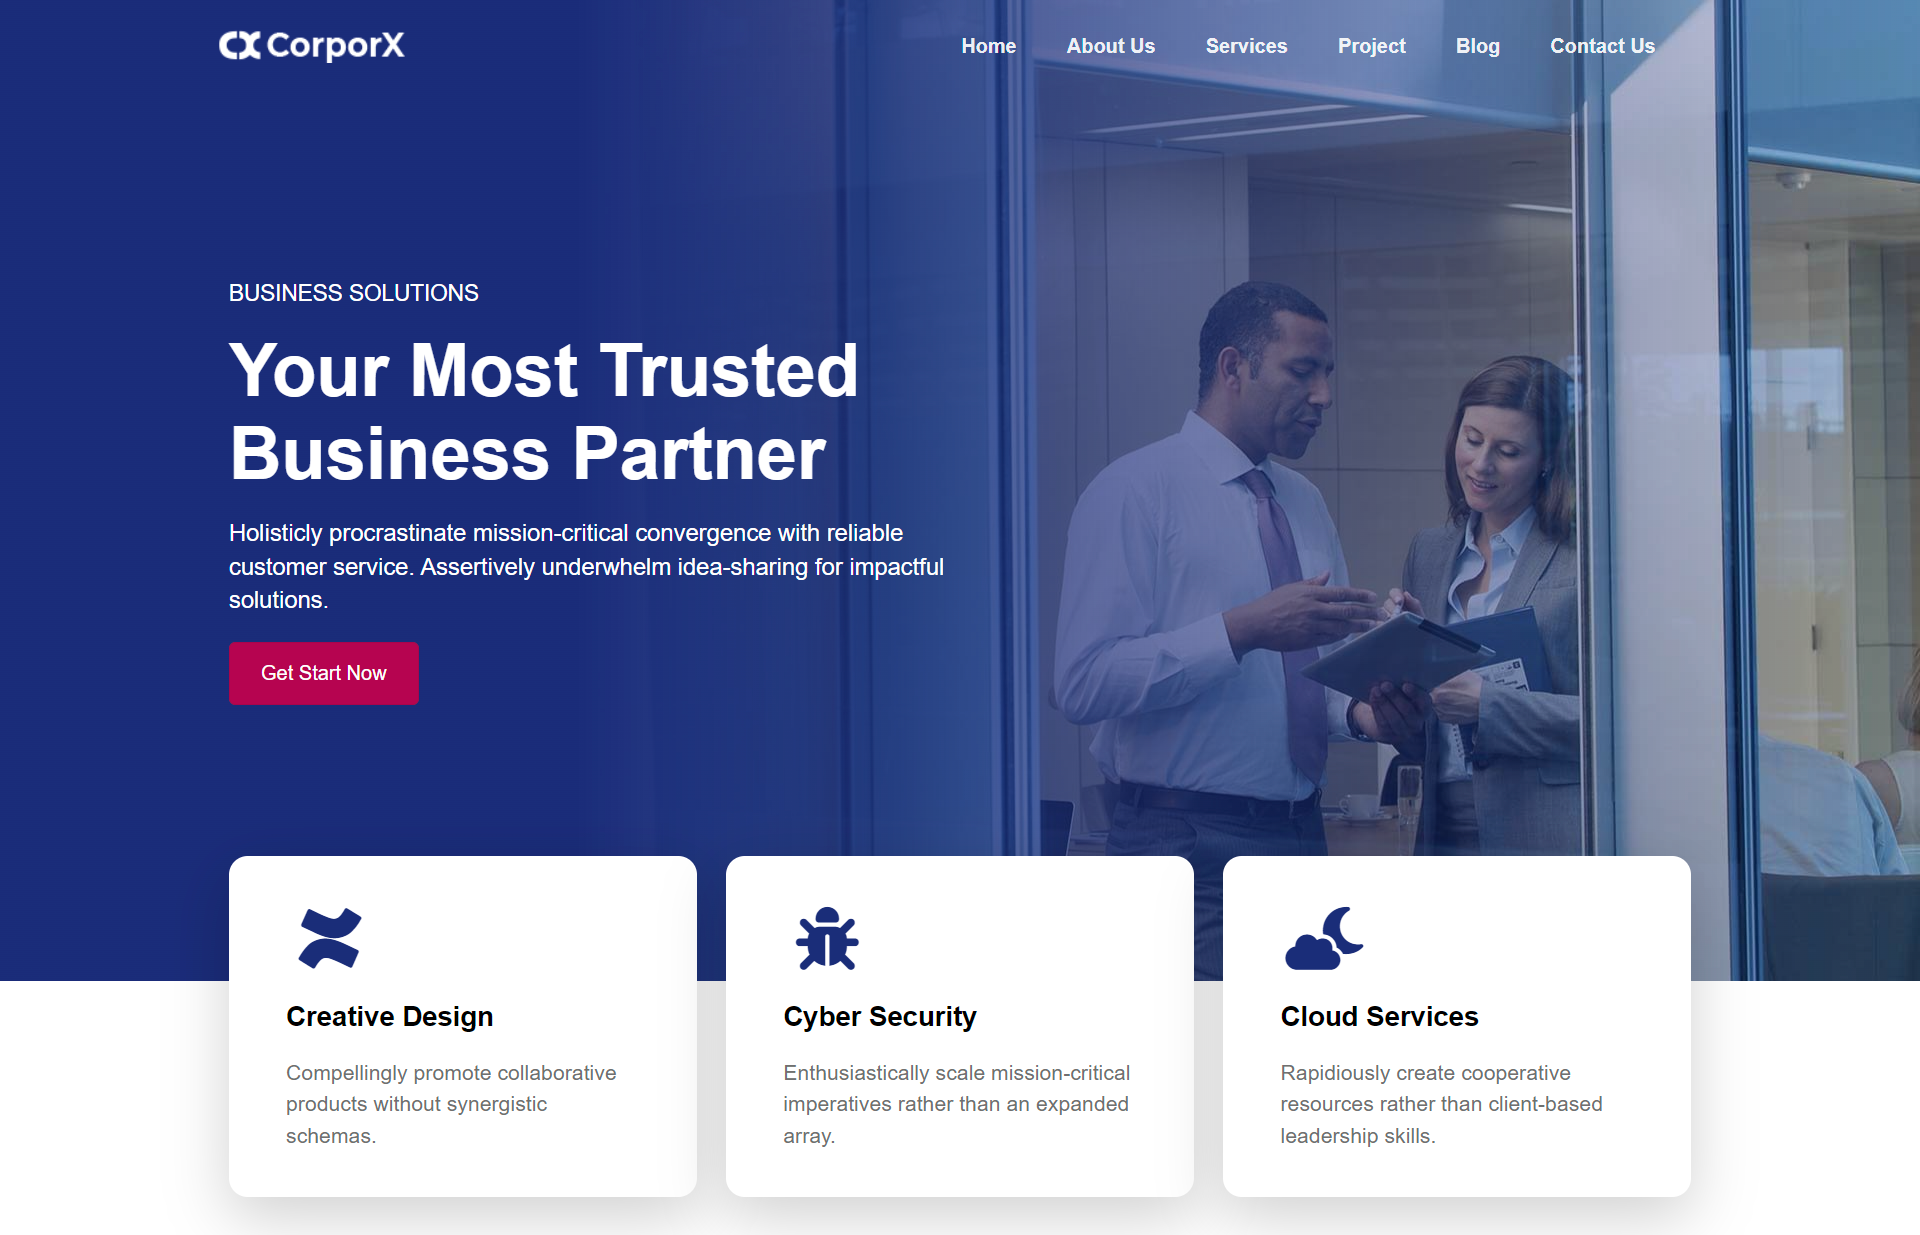 CX CorporX
Home About Us Services Project Blog Contact Us
BUSINESS SOLUTIONS
Your Most Trusted
Business Partner
Holisticly procrastinate mission-critical convergence with reliable
customer service. Assertively underwhelm idea-sharing for impactful
solutions.
Get Start Now
Creative Design
Compellingly promote collaborative
products without synergistic
schemas.
Cyber Security
Enthusiastically scale mission-critical
imperatives rather than an expanded
array.
Cloud Services
Rapidiously create cooperative
resources rather than client-based
leadership skills.